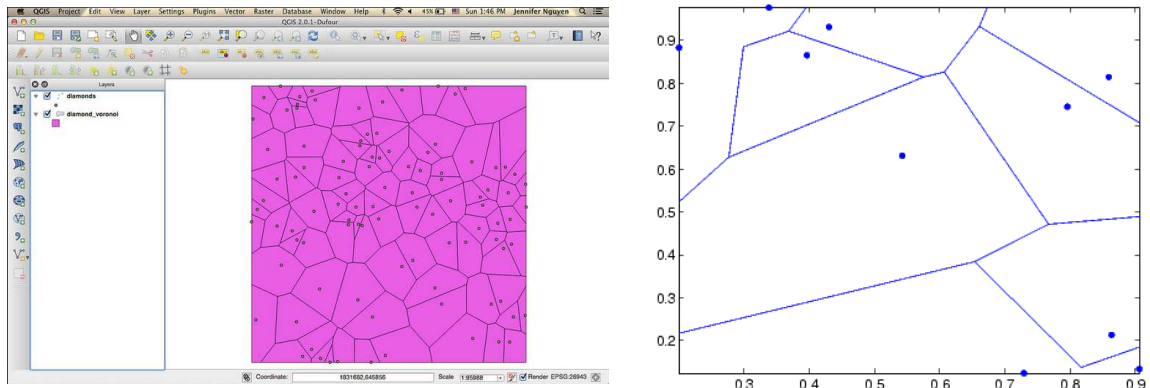 QGIS Project Edit View Layer Settings Plugins Vector Raster Database Window Help 45% Sun 1:46 PM Jennifer Nguyen
QGIS 2.0.1-Dufour
Layers
diamonds
diamond_voronoi
Coordinate: 1831682,645856 Scale 1:95988 Render EPSG:26943
0.9
0.8
0.7
0.6
0.5
0.4
0.3
0.2
0.3 0.4 0.5 0.6 0.7 0.8 0.9